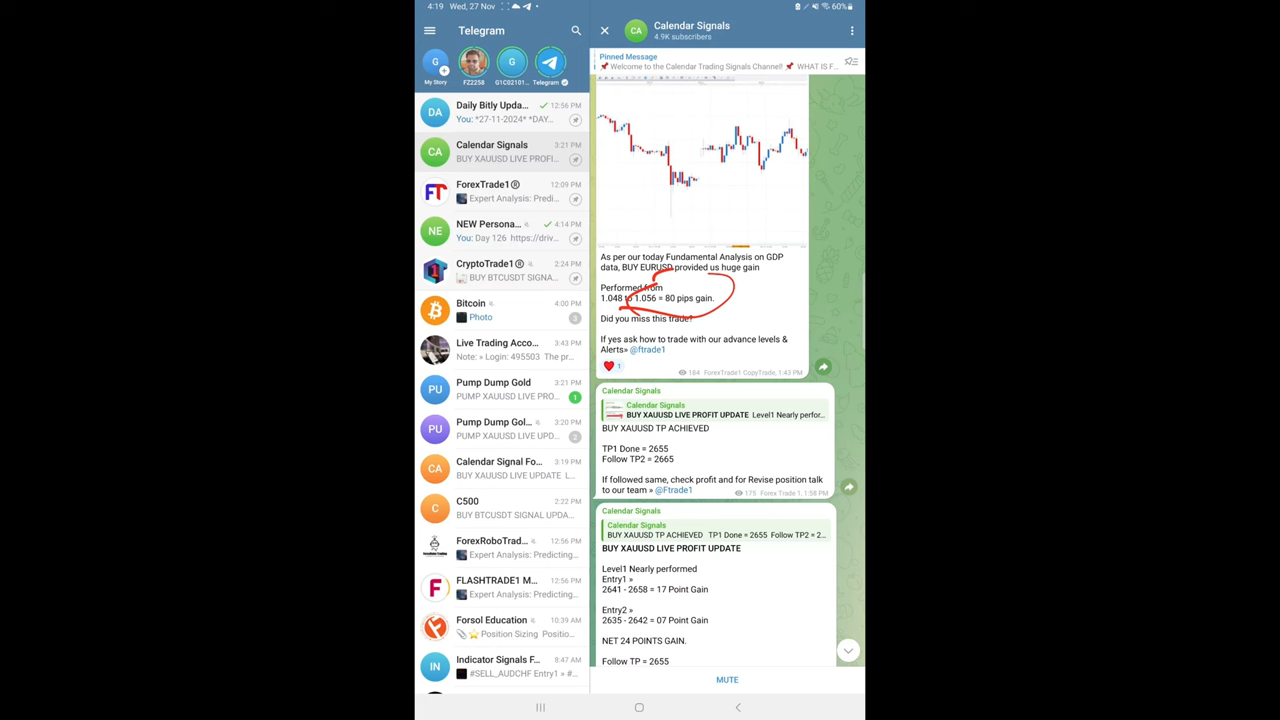 4:19 Wed, 27 Nov
60%
Telegram
G
My Story
FZ2258
G
G1C02101...
Telegram
DA
Daily Bitly Upda...
12:56 PM
You: *27-11-2024* *DAY...
CA
Calendar Signals
3:21 PM
BUY XAUUSD LIVE PROFI...
FT
ForexTrade1®
12:09 PM
Expert Analysis: Predi...
NE
NEW Persona...
4:14 PM
You: Day 126 https://driv...
CryptoTrade1®
2:24 PM
BUY BTCUSDT SIGNA...
Bitcoin
4:00 PM
Photo
3
Live Trading Acco...
3:43 PM
Note: » Login: 495503 The pr...
PU
Pump Dump Gold
3:21 PM
PUMP XAUUSD LIVE PRO...
1
PU
Pump Dump Gol...
3:20 PM
PUMP XAUUSD LIVE UPD...
2
CA
Calendar Signal Fo...
3:19 PM
BUY XAUUSD LIVE UPDATE L...
C
C500
2:22 PM
BUY BTCUSDT SIGNAL UPDA...
ForexRoboTrad...
12:56 PM
Expert Analysis: Predicting...
F
FLASHTRADE1 M...
12:56 PM
Expert Analysis: Predicting...
Forsol Education
10:39 AM
Position Sizing Positio...
IN
Indicator Signals F...
8:47 AM
#SELL_AUDCHF Entry1 » #...
CA
Calendar Signals
4.9K subscribers
Pinned Message
📌 Welcome to the Calendar Trading Signals Channel! 📌 WHAT IS F...
As per our today Fundamental Analysis on GDP
data, BUY EURUSD provided us huge gain
Performed from
1.048 to 1.056 = 80 pips gain.
Did you miss this trade?
If yes ask how to trade with our advance levels &
Alerts» @ftrade1
❤ 1
184 ForexTrade1 CopyTrade, 1:43 PM
Calendar Signals
Calendar Signals
BUY XAUUSD LIVE PROFIT UPDATE Level1 Nearly perfor...
BUY XAUUSD TP ACHIEVED
TP1 Done = 2655
Follow TP2 = 2665
If followed same, check profit and for Revise position talk
to our team » @Ftrade1
175 Forex Trade 1, 1:58 PM
Calendar Signals
Calendar Signals
BUY XAUUSD TP ACHIEVED TP1 Done = 2655 Follow TP2 = 2...
BUY XAUUSD LIVE PROFIT UPDATE
Level1 Nearly performed
Entry1 »
2641 - 2658 = 17 Point Gain
Entry2 »
2635 - 2642 = 07 Point Gain
NET 24 POINTS GAIN.
Follow TP = 2655
MUTE